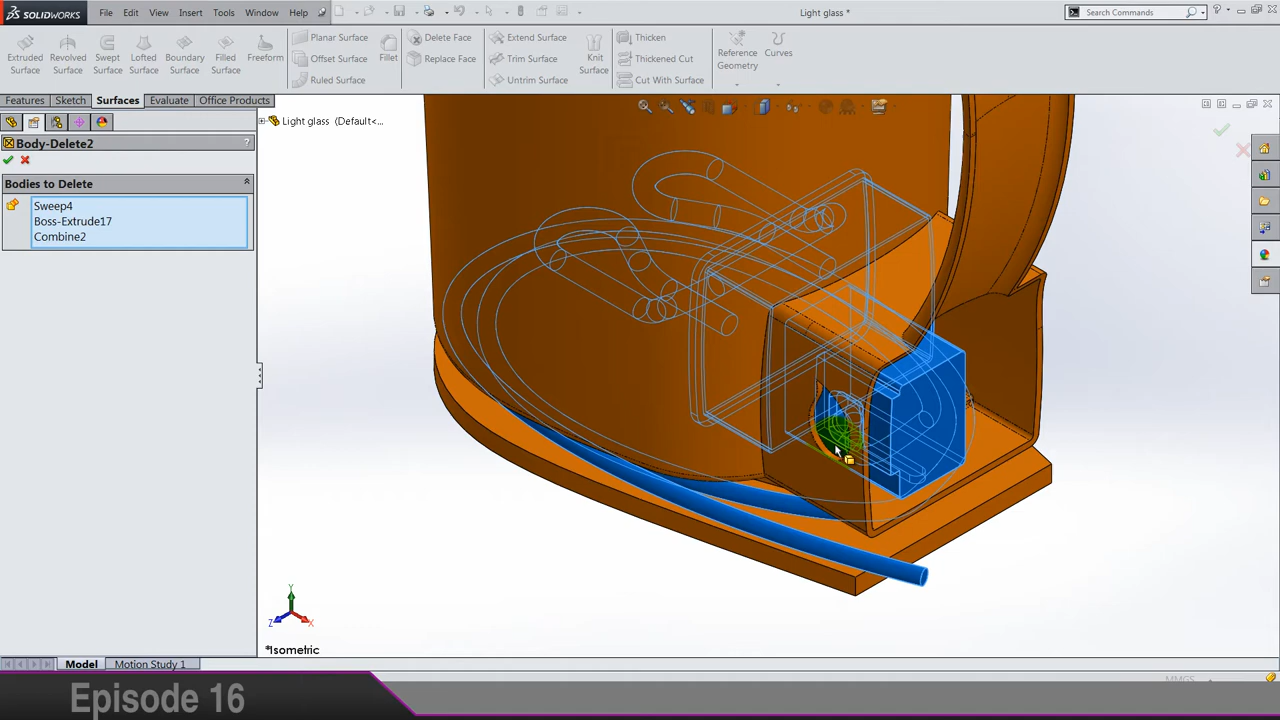 SOLIDWORKS
File Edit View Insert Tools Window Help
Light glass *
Search Commands
Extruded Surface
Revolved Surface
Swept Surface
Lofted Surface
Boundary Surface
Filled Surface
Freeform
Planar Surface
Offset Surface
Ruled Surface
Fillet
Delete Face
Replace Face
Extend Surface
Trim Surface
Untrim Surface
Knit Surface
Thicken
Thickened Cut
Cut With Surface
Reference Geometry
Curves
Features Sketch Surfaces Evaluate Office Products
Light glass (Default<...
Body-Delete2
?
Bodies to Delete
Sweep4
Boss-Extrude17
Combine2
Y
Z
X
*Isometric
Model Motion Study 1
MMGS
Episode 16